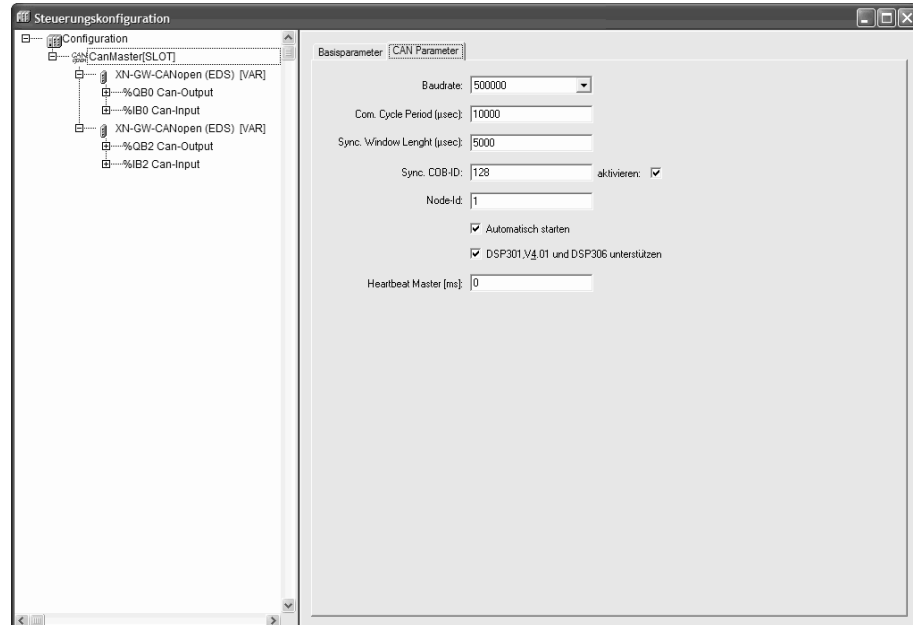 Steuerungskonfiguration
Configuration
CanMaster[SLOT]
XN-GW-CANopen (EDS) [VAR]
%QB0 Can-Output
%IB0 Can-Input
XN-GW-CANopen (EDS) [VAR]
%QB2 Can-Output
%IB2 Can-Input
Basisparameter CAN Parameter
Baudrate: 500000
Com. Cycle Period (µsec): 10000
Sync. Window Lenght (µsec): 5000
Sync. COB-ID: 128 aktivieren:
Node-Id: 1
Automatisch starten
DSP301,V4.01 und DSP306 unterstützen
Heartbeat Master [ms]: 0